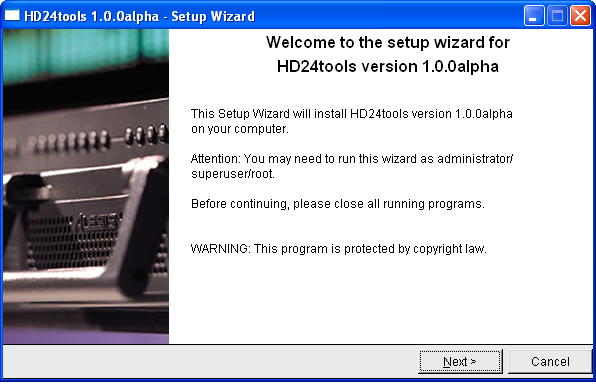 HD24tools 1.0.0alpha - Setup Wizard
Welcome to the setup wizard for
HD24tools version 1.0.0alpha
This Setup Wizard will install HD24tools version 1.0.0alpha
on your computer.
Attention: You may need to run this wizard as administrator/
superuser/root.
Before continuing, please close all running programs.
WARNING: This program is protected by copyright law.
ALESIS
Next >
Cancel